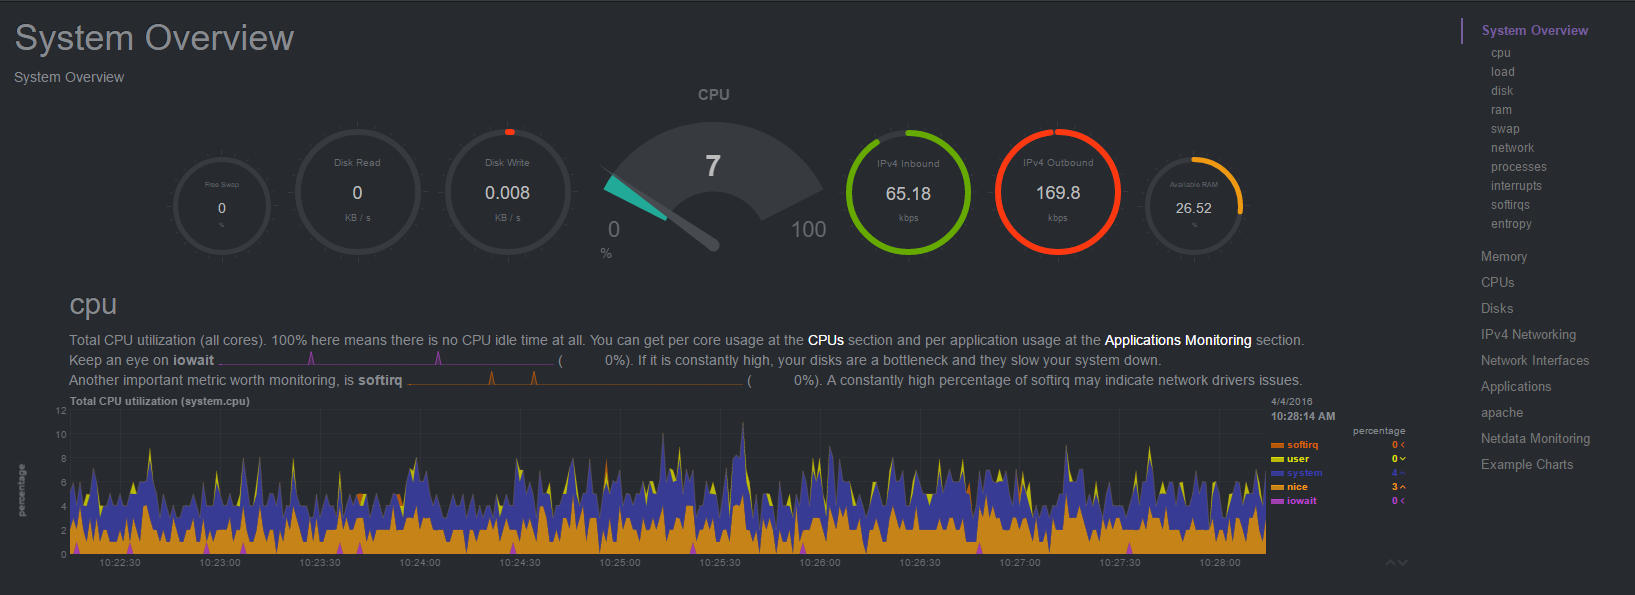 System Overview
System Overview
Free Swap
0
%
Disk Read
0
KB / s
Disk Write
0.008
KB / s
CPU
7
0
100
%
IPv4 Inbound
65.18
kbps
IPv4 Outbound
169.8
kbps
Available RAM
26.52
%
cpu
Total CPU utilization (all cores). 100% here means there is no CPU idle time at all. You can get per core usage at the CPUs section and per application usage at the Applications Monitoring section.
Keep an eye on iowait ( 0%). If it is constantly high, your disks are a bottleneck and they slow your system down.
Another important metric worth monitoring, is softirq ( 0%). A constantly high percentage of softirq may indicate network drivers issues.
Total CPU utilization (system.cpu)
percentage
12
10
8
6
4
2
0
10:22:30 10:23:00 10:23:30 10:24:00 10:24:30 10:25:00 10:25:30 10:26:00 10:26:30 10:27:00 10:27:30 10:28:00
4/4/2016
10:28:14 AM
percentage
softirq 0
user 0
system 4
nice 3
iowait 0
System Overview
cpu
load
disk
ram
swap
network
processes
interrupts
softirqs
entropy
Memory
CPUs
Disks
IPv4 Networking
Network Interfaces
Applications
apache
Netdata Monitoring
Example Charts